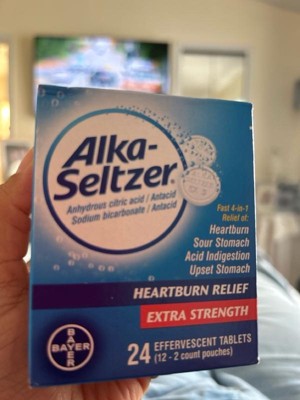 Alka-
Seltzer
Anhydrous citric acid / Antacid
Sodium bicarbonate / Antacid
Fast 4-in-1
Relief of:
Heartburn
Sour Stomach
Acid Indigestion
Upset Stomach
HEARTBURN RELIEF
EXTRA STRENGTH
BAYER
BAYER
24 EFFERVESCENT TABLETS
(12 - 2 count pouches)